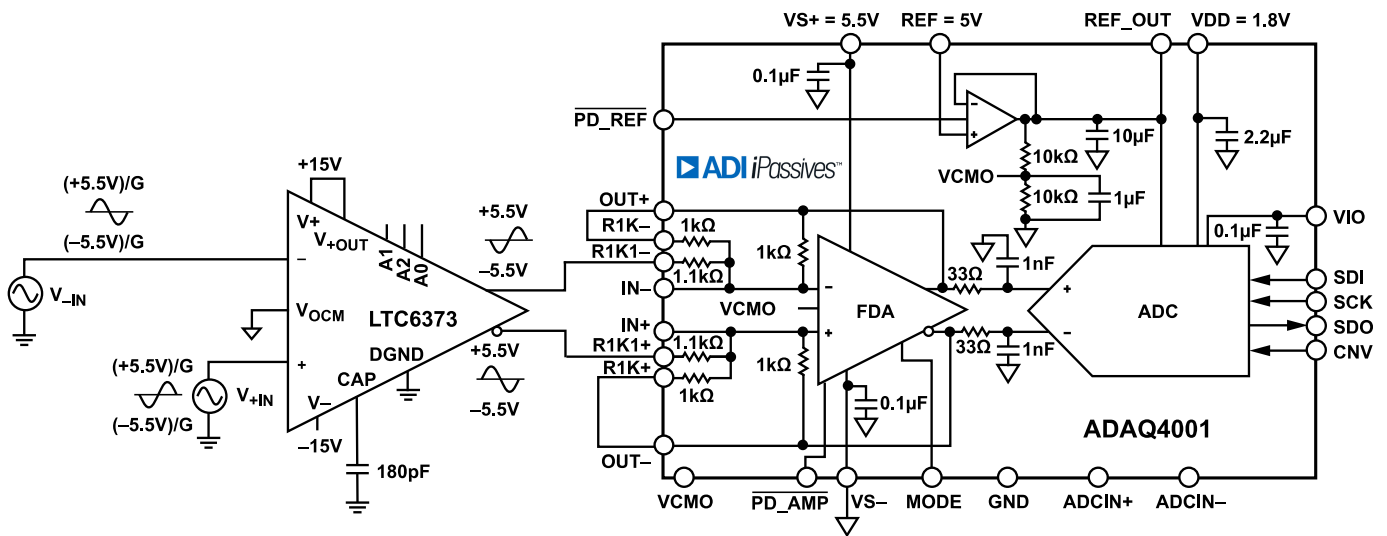 VS+ = 5.5V
REF = 5V
REF_OUT
VDD = 1.8V
0.1µF
PD_REF
10µF
2.2µF
10kΩ
ADI iPassives™
VCMO
10kΩ
1µF
+15V
(+5.5V)/G
(–5.5V)/G
V+
V+OUT
A1
A2
A0
+5.5V
–5.5V
OUT+
R1K–
1kΩ
R1K1–
1.1kΩ
IN–
1kΩ
VIO
0.1µF
1nF
33Ω
–
V–IN
VOCM
LTC6373
DGND
CAP
V–
–15V
180pF
+
(+5.5V)/G
(–5.5V)/G
V+IN
+5.5V
–5.5V
VCMO
IN+
R1K1+
1.1kΩ
R1K+
1kΩ
1kΩ
OUT–
–
+
FDA
33Ω
1nF
0.1µF
+
–
ADC
SDI
SCK
SDO
CNV
–
+
ADAQ4001
VCMO
PD_AMP
VS–
MODE
GND
ADCIN+
ADCIN–